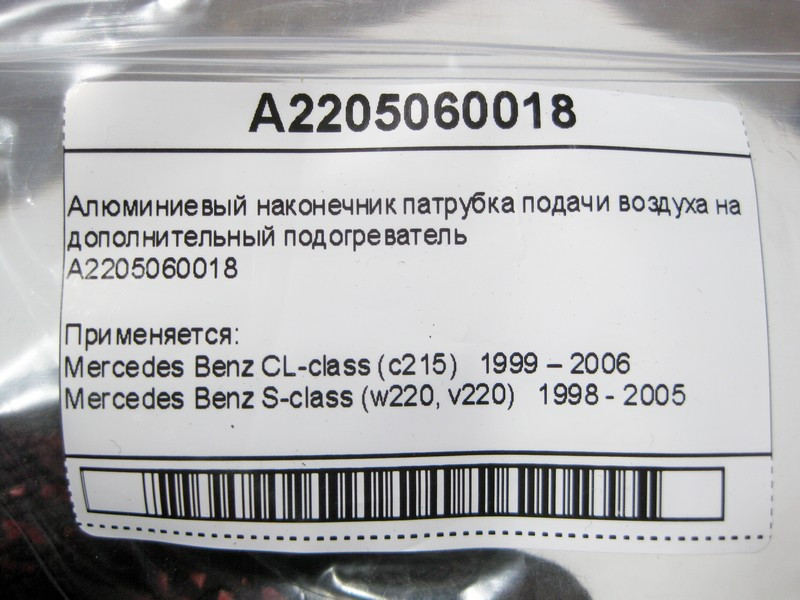 A2205060018
Алюминиевый наконечник патрубка подачи воздуха на
дополнительный подогреватель
A2205060018
Применяется:
Mercedes Benz CL-class (c215) 1999 – 2006
Mercedes Benz S-class (w220, v220) 1998 - 2005